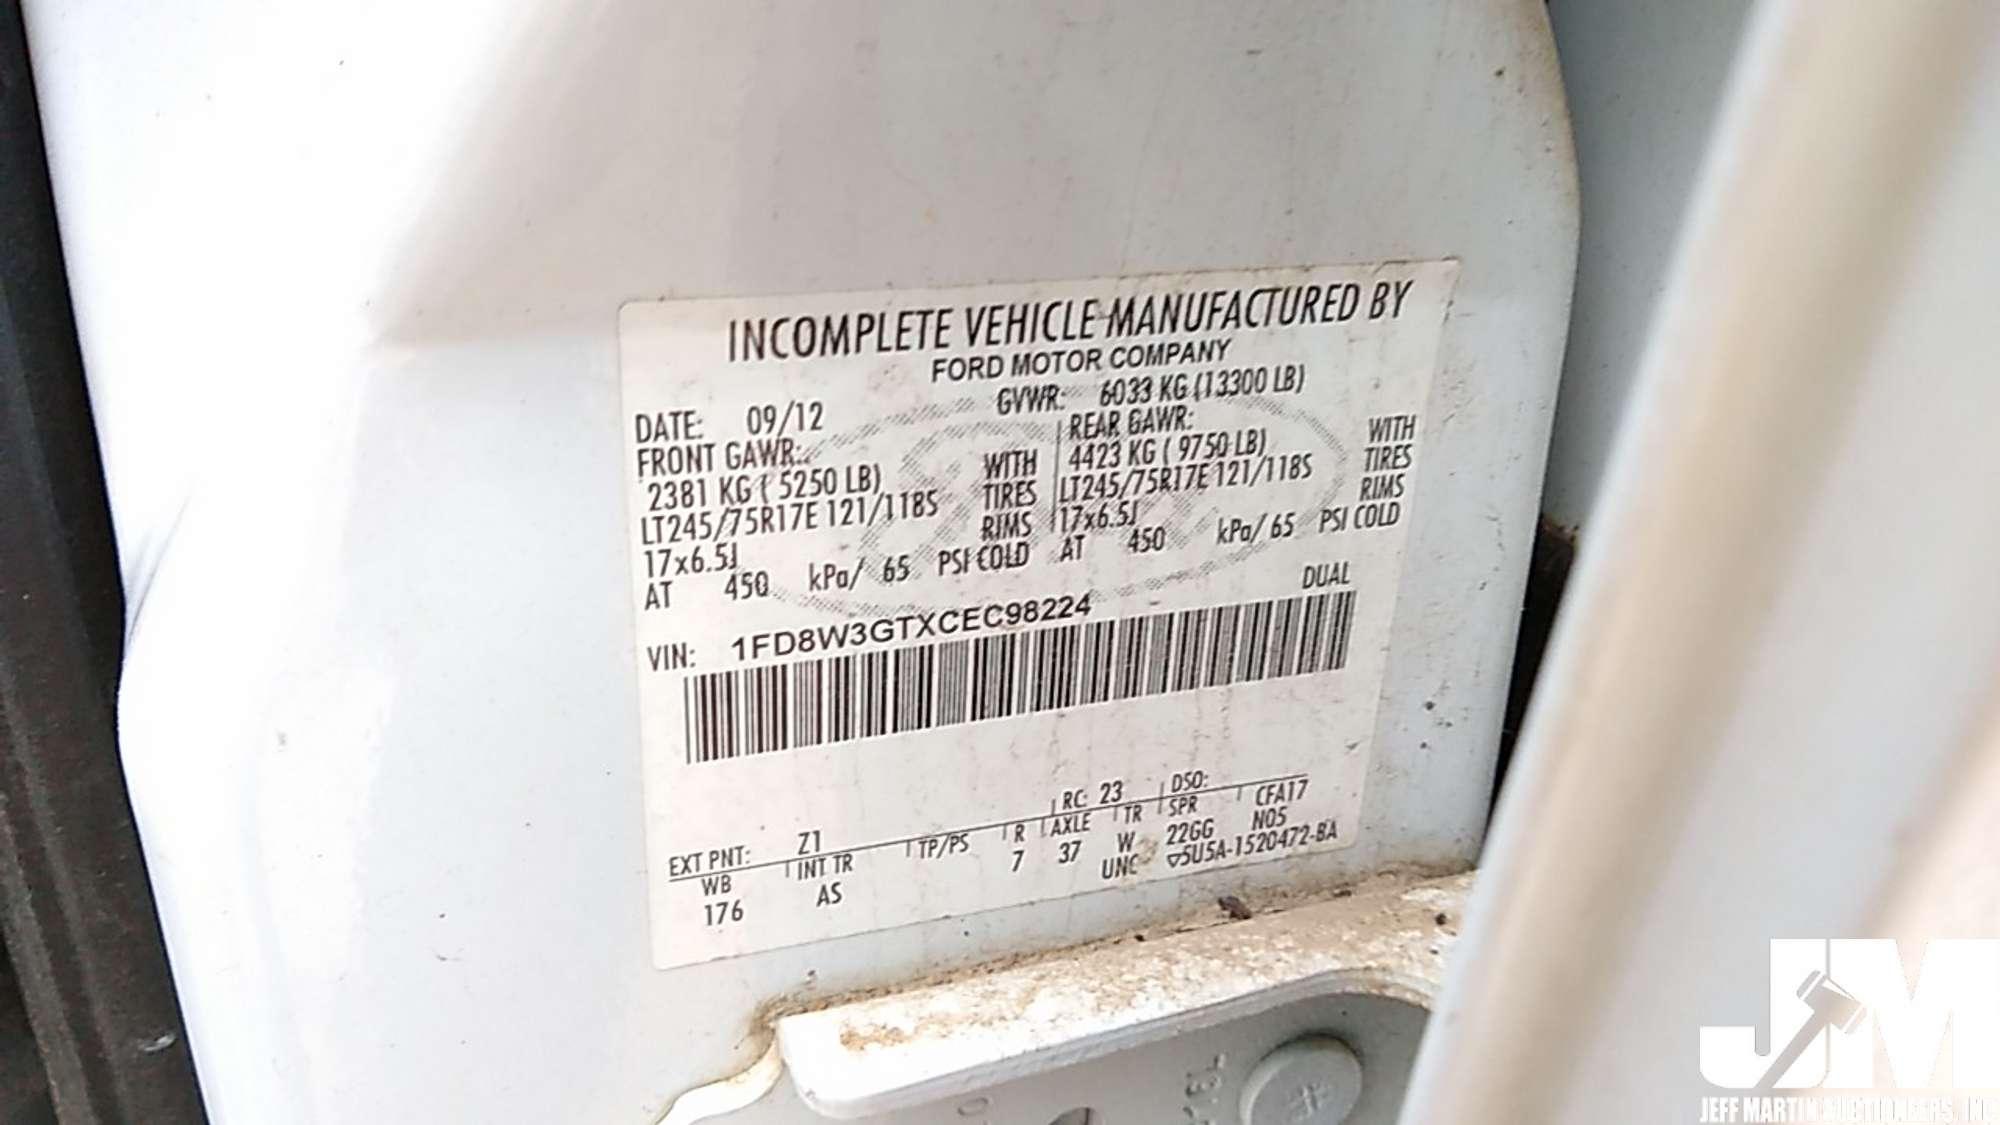 INCOMPLETE VEHICLE MANUFACTURED BY
FORD MOTOR COMPANY
DATE: 09/12 GVWR: 6033 KG (13300 LB)
FRONT GAWR: REAR GAWR:
2381 KG ( 5250 LB) WITH 4423 KG ( 9750 LB) WITH
LT245/75R17E 121/118S TIRES LT245/75R17E 121/118S TIRES
17x6.5J RIMS 17x6.5J RIMS
AT 450 kPa/ 65 PSI COLD AT 450 kPa/ 65 PSI COLD
DUAL
VIN: 1FD8W3GTXCEC98224
EXT PNT: Z1 RC: 23 DSO:
WB INT TR TP/PS R AXLE TR SPR CFA17
176 AS 7 37 W 22GG N05
UNC ▽5U5A-1520472-BA
JM
JEFF MARTIN AUCTIONEERS, INC